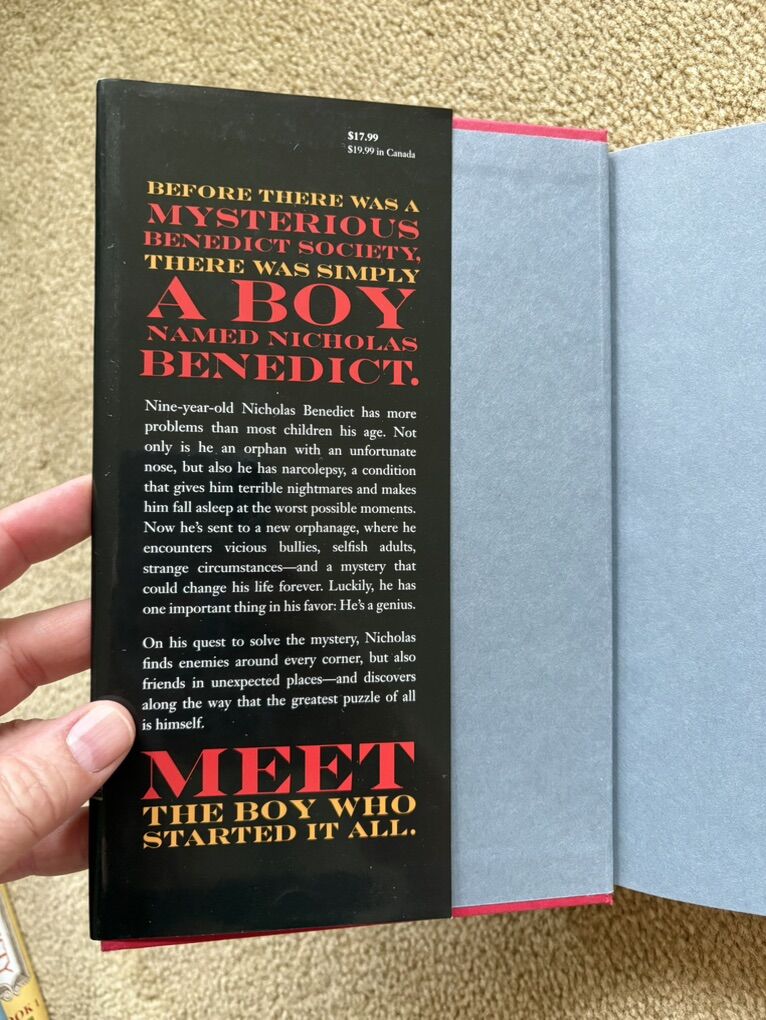 $17.99
$19.99 in Canada
BEFORE THERE WAS A
MYSTERIOUS
BENEDICT SOCIETY,
THERE WAS SIMPLY
A BOY
NAMED NICHOLAS
BENEDICT.
Nine-year-old Nicholas Benedict has more
problems than most children his age. Not
only is he an orphan with an unfortunate
nose, but also he has narcolepsy, a condition
that gives him terrible nightmares and makes
him fall asleep at the worst possible moments.
Now he's sent to a new orphanage, where he
encounters vicious bullies, selfish adults,
strange circumstances—and a mystery that
could change his life forever. Luckily, he has
one important thing in his favor: He's a genius.
On his quest to solve the mystery, Nicholas
finds enemies around every corner, but also
friends in unexpected places—and discovers
along the way that the greatest puzzle of all
is himself.
MEET
THE BOY WHO
STARTED IT ALL.